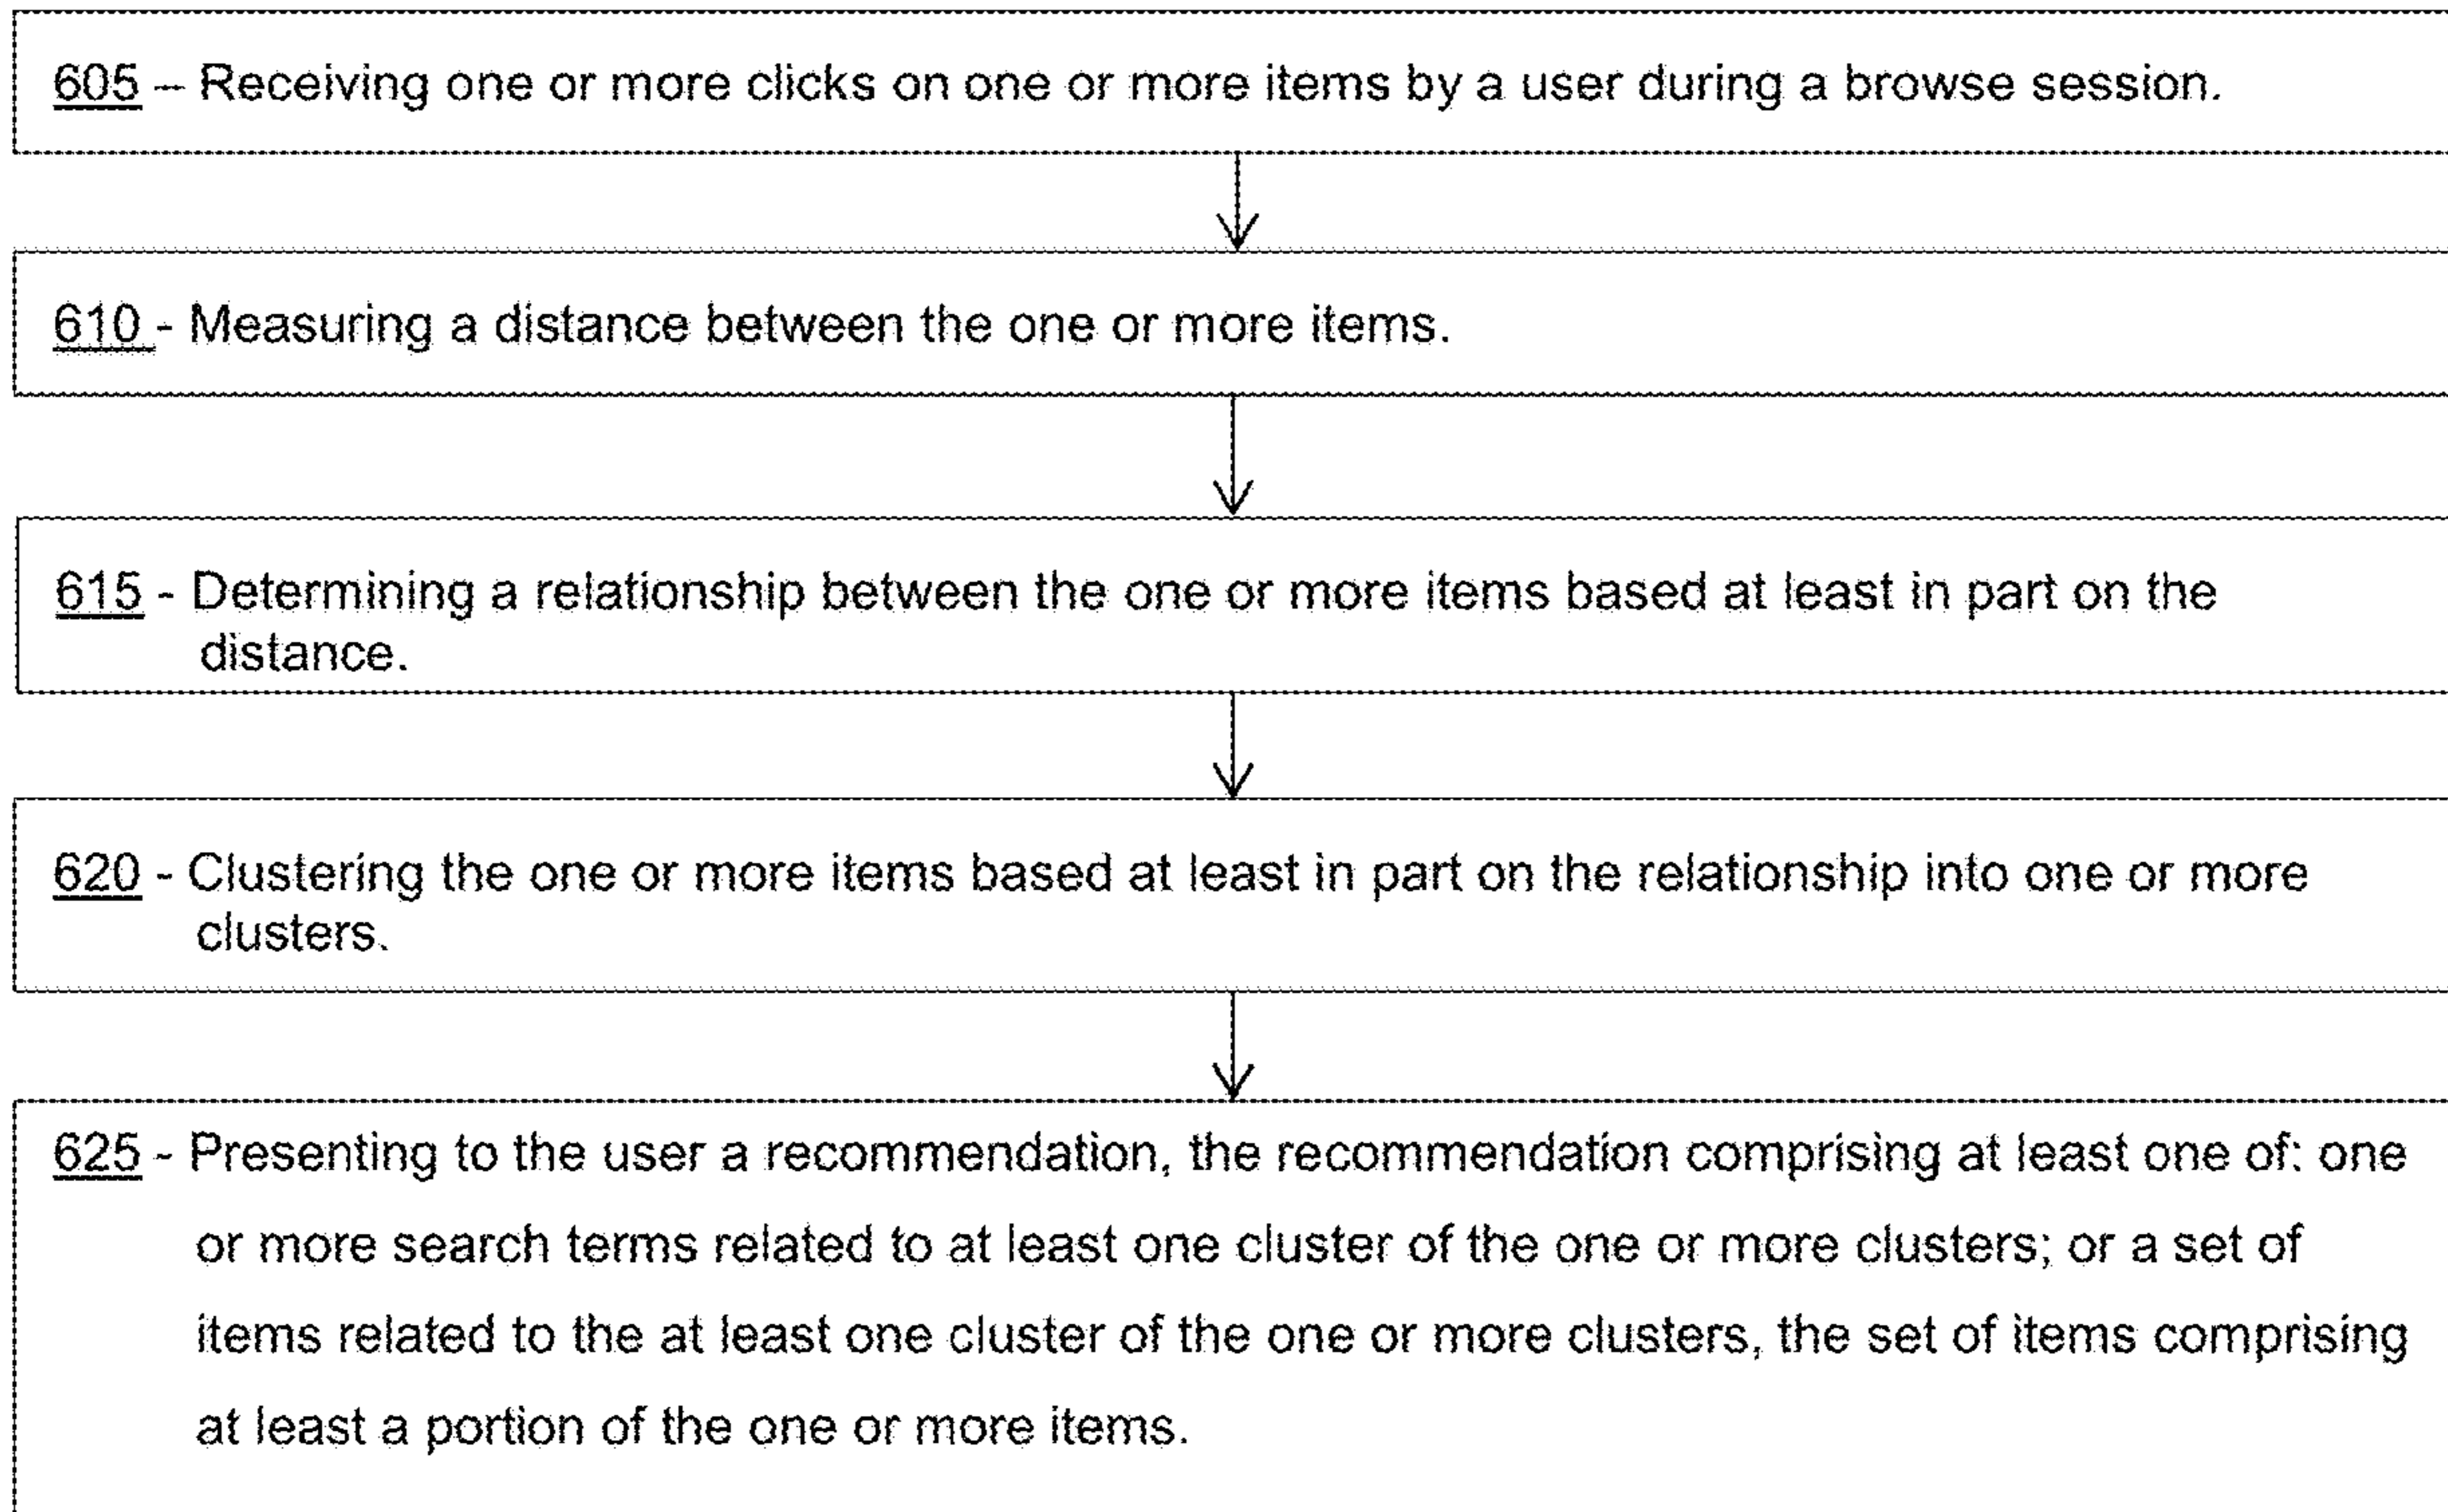 605 – Receiving one or more clicks on one or more items by a user during a browse session.
610 - Measuring a distance between the one or more items.
615 - Determining a relationship between the one or more items based at least in part on the
distance.
620 - Clustering the one or more items based at least in part on the relationship into one or more
clusters.
625 - Presenting to the user a recommendation, the recommendation comprising at least one of: one
or more search terms related to at least one cluster of the one or more clusters; or a set of
items related to the at least one cluster of the one or more clusters, the set of items comprising
at least a portion of the one or more items.